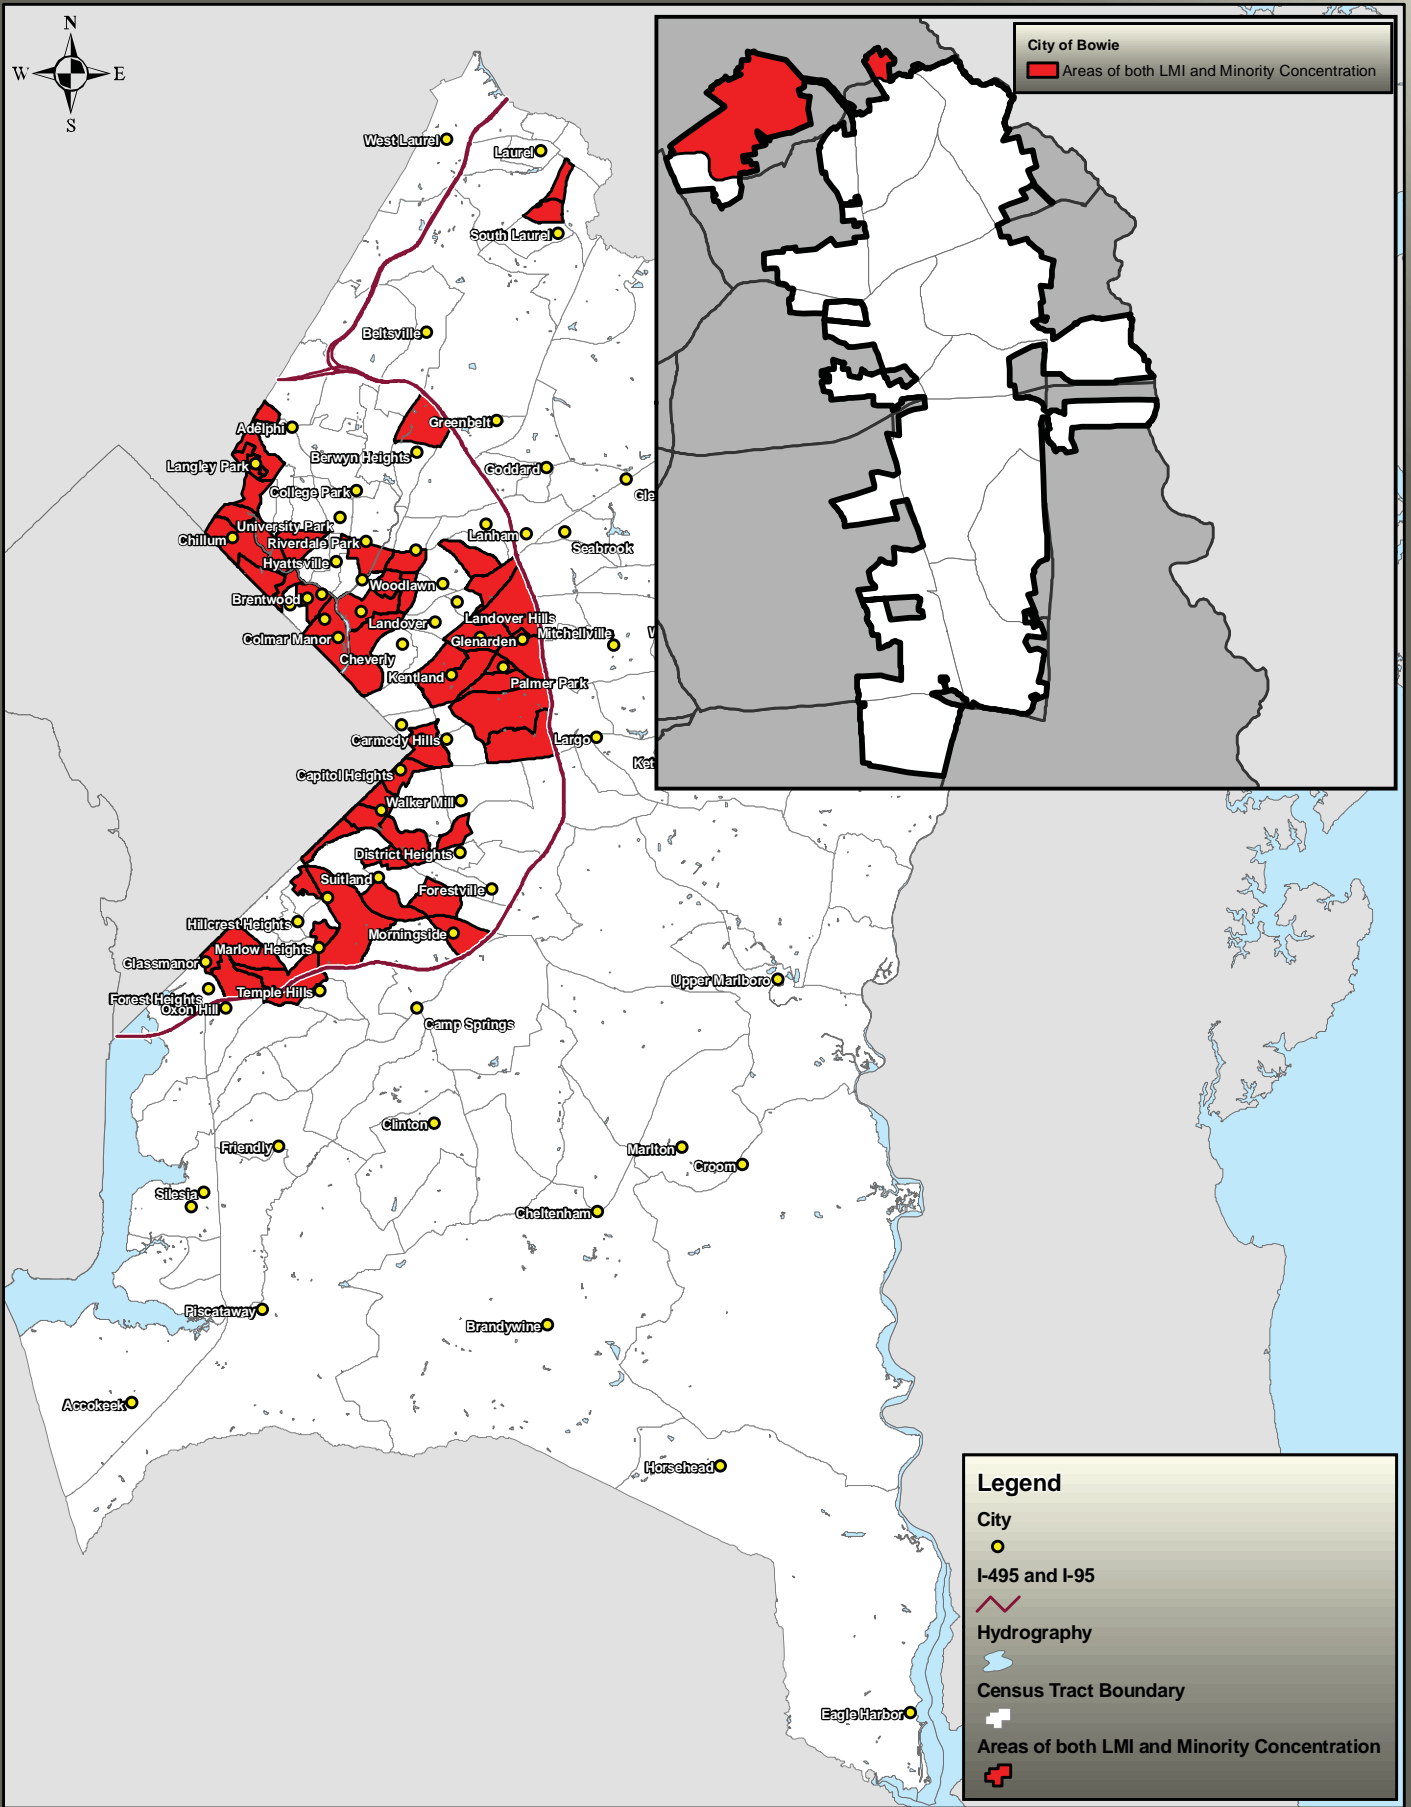 N
W
E
S
City of Bowie
Areas of both LMI and Minority Concentration
West Laurel
Laurel
South Laurel
Beltsville
Adelphi
Greenbelt
Berwyn Heights
Langley Park
Goddard
College Park
Gle
University Park
Chillum
Riverdale Park
Lanham
Seabrook
Hyattsville
Woodlawn
Brentwood
Landover Hills
Landover
Colmar Manor
Glenarden
Mitchellville
W
Cheverly
Kentland
Palmer Park
Carmody Hills
Largo
Ket
Capitol Heights
Walker Mill
District Heights
Suitland
Forestville
Hillcrest Heights
Morningside
Marlow Heights
Glassmanor
Upper Marlboro
Temple Hills
Forest Heights
Oxon Hill
Camp Springs
Clinton
Friendly
Marlton
Croom
Silesia
Cheltenham
Piscataway
Brandywine
Accokeek
Horsehead
Eagle Harbor
Legend
City
I-495 and I-95
Hydrography
Census Tract Boundary
Areas of both LMI and Minority Concentration